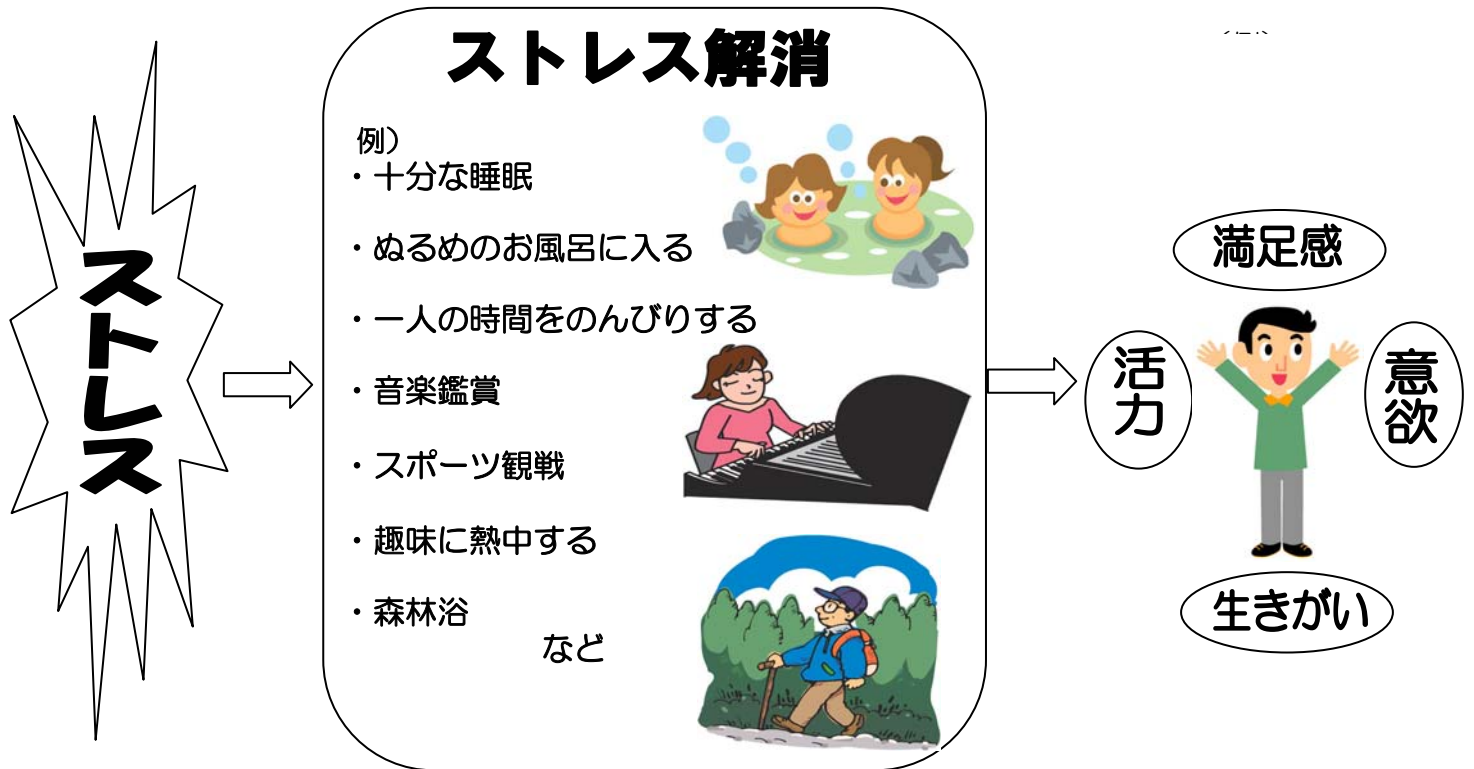 ストレス
ストレス解消
例）
・十分な睡眠
・ぬるめのお風呂に入る
・一人の時間をのんびりする
・音楽鑑賞
・スポーツ観戦
・趣味に熱中する
・森林浴
など
満足感
活力
意欲
生きがい